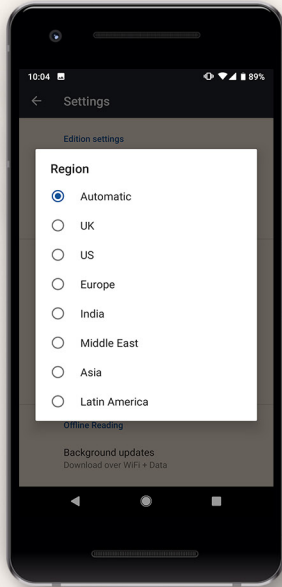 10:04
89%
Settings
Edition settings
Region
Automatic
UK
US
Europe
India
Middle East
Asia
Latin America
Offline Reading
Background updates
Download over WiFi + Data